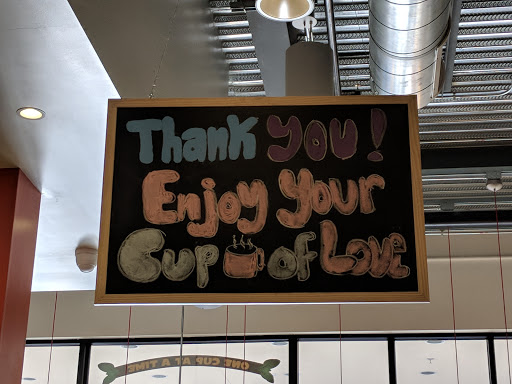 Thank you!
Enjoy Your
Cup of Love
ONE CUP AT A TIME